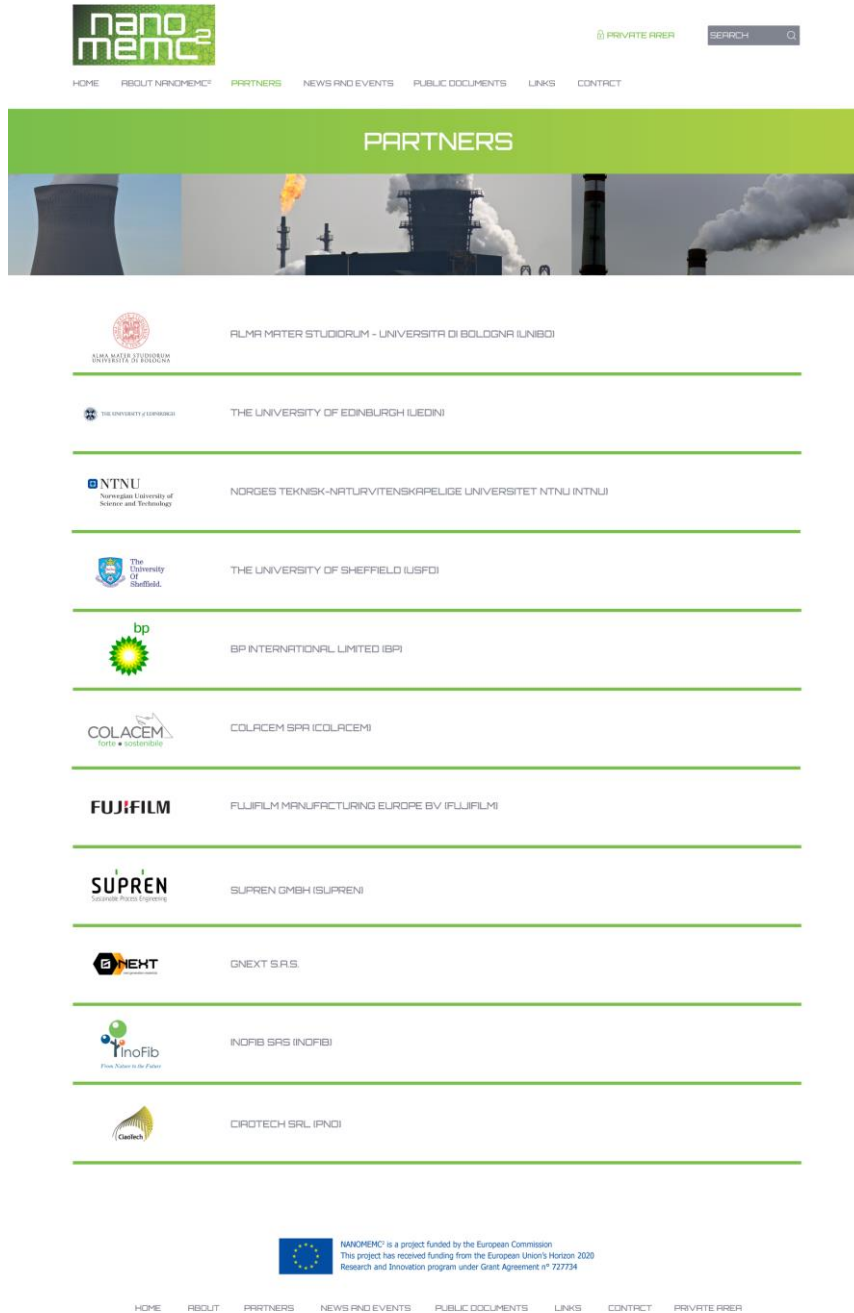 nano
memc²
PRIVATE AREA
SEARCH
HOME ABOUT NANOMEMC² PARTNERS NEWS AND EVENTS PUBLIC DOCUMENTS LINKS CONTACT
PARTNERS
ALMA MATER STUDIORUM
UNIVERSITÀ DI BOLOGNA
ALMA MATER STUDIORUM - UNIVERSITA DI BOLOGNA (UNIBO)
THE UNIVERSITY of EDINBURGH
THE UNIVERSITY OF EDINBURGH (UEDIN)
NTNU
Norwegian University of
Science and Technology
NORGES TEKNISK-NATURVITENSKAPELIGE UNIVERSITET NTNU (NTNU)
The
University
Of
Sheffield.
THE UNIVERSITY OF SHEFFIELD (USFD)
bp
BP INTERNATIONAL LIMITED (BP)
COLACEM
forte • sostenibile
COLACEM SPA (COLACEM)
FUJIFILM
FUJIFILM MANUFACTURING EUROPE BV (FUJIFILM)
SUPREN
Sustainable Process Engineering
SUPREN GMBH (SUPREN)
GNEXT
GNEXT S.A.S.
inoFib
From Nature to the Future
INOFIB SAS (INOFIB)
CiaoTech
CIAOTECH SRL (PNO)
NANOMEMC² is a project funded by the European Commission
This project has received funding from the European Union's Horizon 2020
Research and Innovation program under Grant Agreement n° 727734
HOME ABOUT PARTNERS NEWS AND EVENTS PUBLIC DOCUMENTS LINKS CONTACT PRIVATE AREA